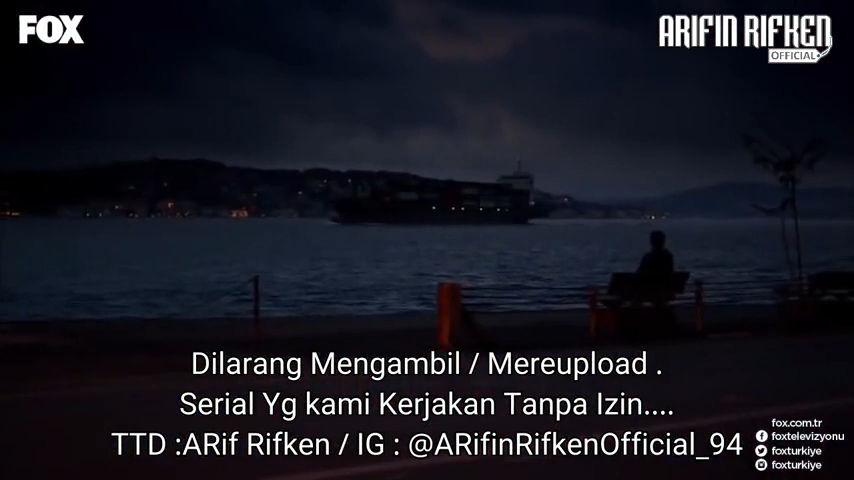 FOX
ARIFIN RIFKEN
OFFICIAL
Dilarang Mengambil / Mereupload .
Serial Yg kami Kerjakan Tanpa Izin....
TTD :ARif Rifken / IG : @ARifinRifkenOfficial_94
fox.com.tr
foxtelevizyonu
foxturkiye
foxturkiye